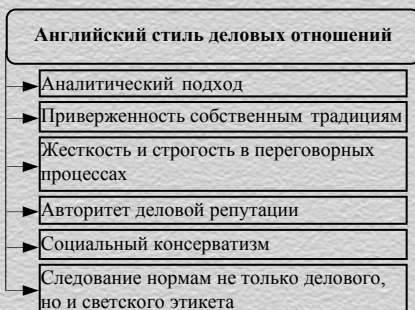 Английский стиль деловых отношений
Аналитический подход
Приверженность собственным традициям
Жесткость и строгость в переговорных
процессах
Авторитет деловой репутации
Социальный консерватизм
Следование нормам не только делового,
но и светского этикета